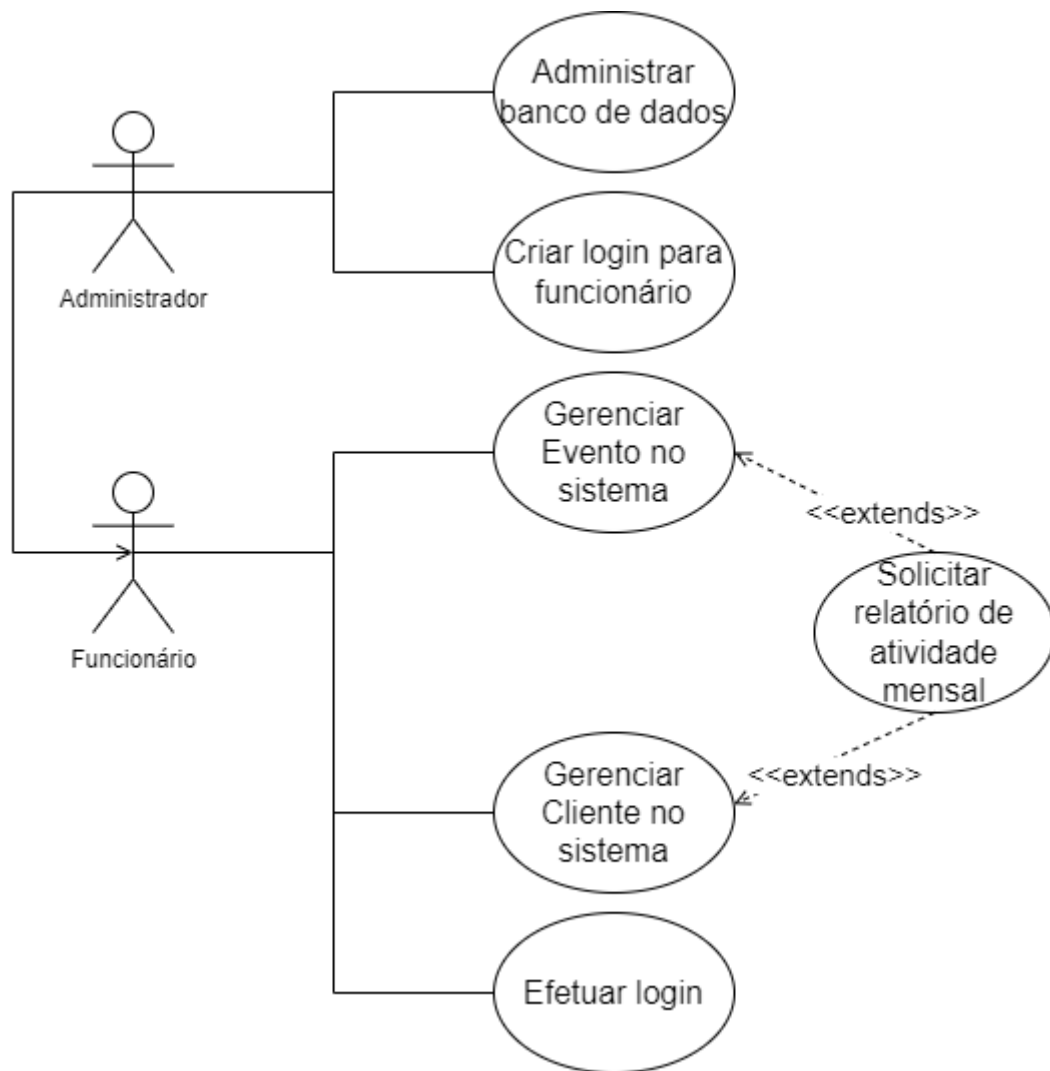 Administrar
banco de dados
Administrador
Criar login para
funcionário
Gerenciar
Evento no
sistema
<<extends>>
Funcionário
Solicitar
relatório de
atividade
mensal
Gerenciar
Cliente no
sistema
<<extends>>
Efetuar login